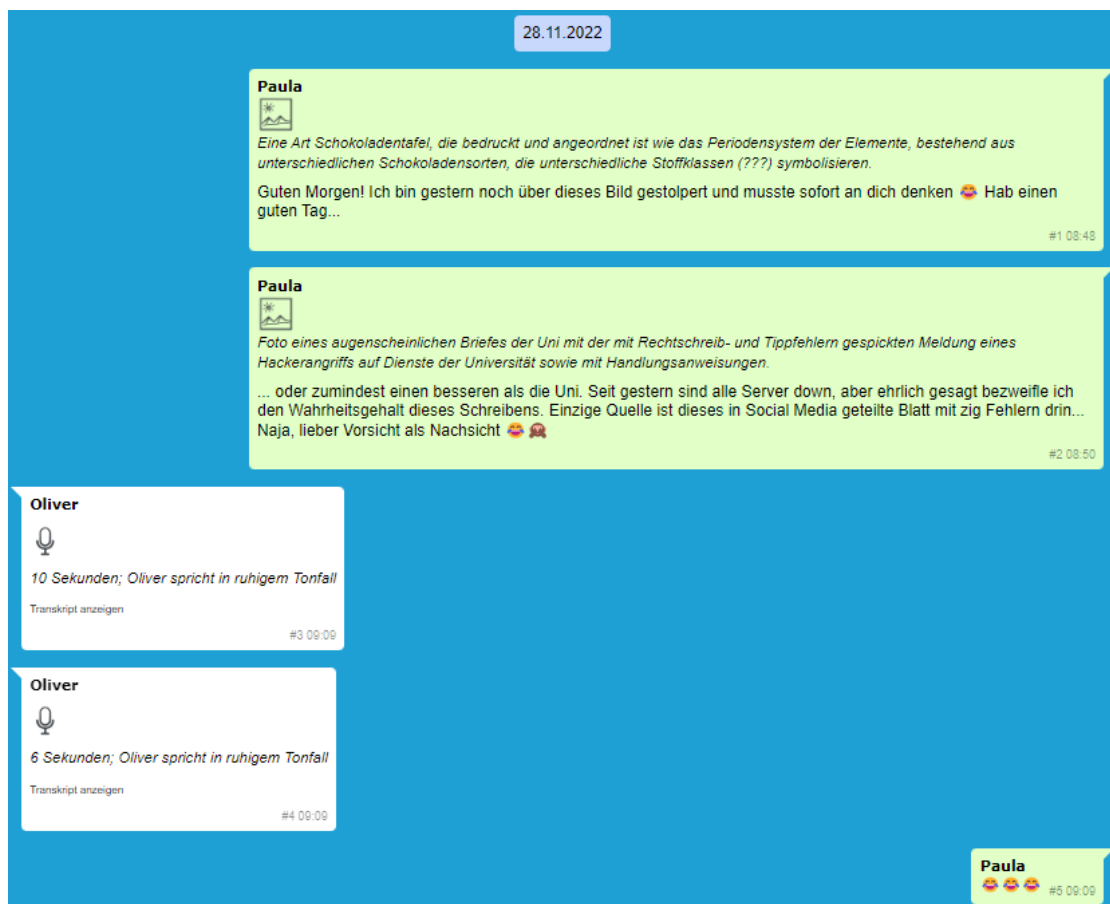 28.11.2022
Paula
Eine Art Schokoladentafel, die bedruckt und angeordnet ist wie das Periodensystem der Elemente, bestehend aus
unterschiedlichen Schokoladensorten, die unterschiedliche Stoffklassen (???) symbolisieren.
Guten Morgen! Ich bin gestern noch über dieses Bild gestolpert und musste sofort an dich denken 😂 Hab einen
guten Tag...
#1 08:48
Paula
Foto eines augenscheinlichen Briefes der Uni mit der mit Rechtschreib- und Tippfehlern gespickten Meldung eines
Hackerangriffs auf Dienste der Universität sowie mit Handlungsanweisungen.
... oder zumindest einen besseren als die Uni. Seit gestern sind alle Server down, aber ehrlich gesagt bezweifle ich
den Wahrheitsgehalt dieses Schreibens. Einzige Quelle ist dieses in Social Media geteilte Blatt mit zig Fehlern drin...
Naja, lieber Vorsicht als Nachsicht 😂 🙊
#2 08:50
Oliver
10 Sekunden; Oliver spricht in ruhigem Tonfall
Transkript anzeigen
#3 09:09
Oliver
6 Sekunden; Oliver spricht in ruhigem Tonfall
Transkript anzeigen
#4 09:09
Paula
😂😂😂 #5 09:09